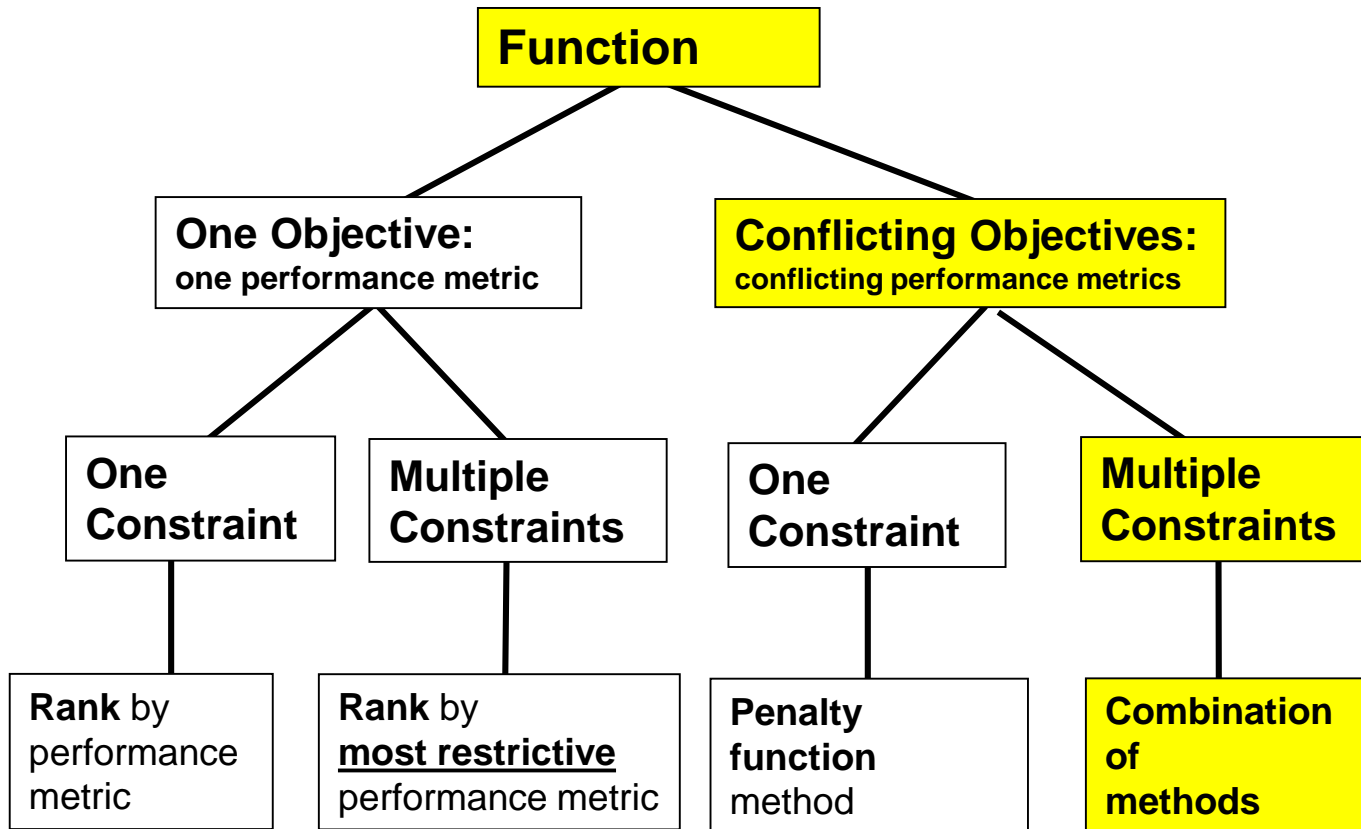 Function
One Objective:
one performance metric
Conflicting Objectives:
conflicting performance metrics
One
Constraint
Multiple
Constraints
One
Constraint
Multiple
Constraints
Rank by
performance
metric
Rank by
most restrictive
performance metric
Penalty
function
method
Combination
of
methods